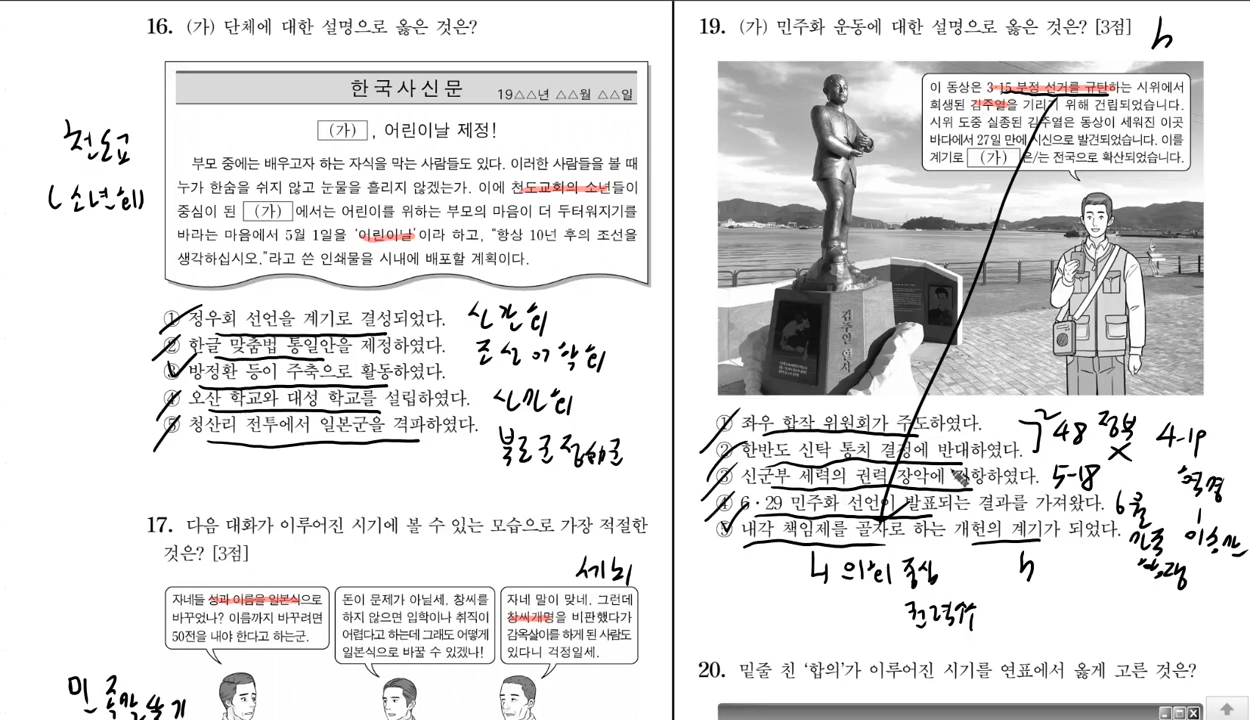 16. (가) 단체에 대한 설명으로 옳은 것은?
한국사신문
19△△년 △△월 △△일
(가) , 어린이날 제정!
부모 중에는 배우고자 하는 자식을 막는 사람들도 있다. 이러한 사람들을 볼 때
누가 한숨을 쉬지 않고 눈물을 흘리지 않겠는가. 이에 천도교회의 소년들이
중심이 된 (가) 에서는 어린이를 위하는 부모의 마음이 더 두터워지기를
바라는 마음에서 5월 1일을 ‘어린이날’이라 하고, “항상 10년 후의 조선을
생각하십시오.”라고 쓴 인쇄물을 시내에 배포할 계획이다.
천도교
소년회
① 정우회 선언을 계기로 결성되었다. 신간회
② 한글 맞춤법 통일안을 제정하였다. 조선어학회
③ 방정환 등이 주축으로 활동하였다.
④ 오산 학교와 대성 학교를 설립하였다. 신민회
⑤ 청산리 전투에서 일본군을 격파하였다.
17. 다음 대화가 이루어진 시기에 볼 수 있는 모습으로 가장 적절한
것은? [3점]
자네들 성과 이름을 일본식으로
바꾸었나? 이름까지 바꾸려면
50전을 내야 한다고 하는군.
돈이 문제가 아닐세. 창씨를
하지 않으면 입학이나 취직이
어렵다고 하는데 그래도 어떻게
일본식으로 바꿀 수 있겠나!
자네 말이 맞네. 그런데
창씨개명을 비판했다가
감옥살이를 하게 된 사람도
있다니 걱정일세.
민족말살기
19. (가) 민주화 운동에 대한 설명으로 옳은 것은? [3점]
이 동상은 3·15 부정 선거를 규탄하는 시위에서
희생된 김주열을 기리기 위해 건립되었습니다.
시위 도중 실종된 김주열은 동상이 세워진 이곳
바다에서 27일 만에 시신으로 발견되었습니다. 이를
계기로 (가) 은/는 전국으로 확산되었습니다.
김주열 열사
① 좌우 합작 위원회가 주도하였다.
② 한반도 신탁 통치 결정에 반대하였다.
48 정부 X
4-19
혁명
이승만
③ 신군부 세력의 권력 장악에 저항하였다. 5-18
④ 6·29 민주화 선언이 발표되는 결과를 가져왔다. 6월
⑤ 내각 책임제를 골자로 하는 개헌의 계기가 되었다.
의회 중심
20. 밑줄 친 ‘합의’가 이루어진 시기를 연표에서 옳게 고른 것은?